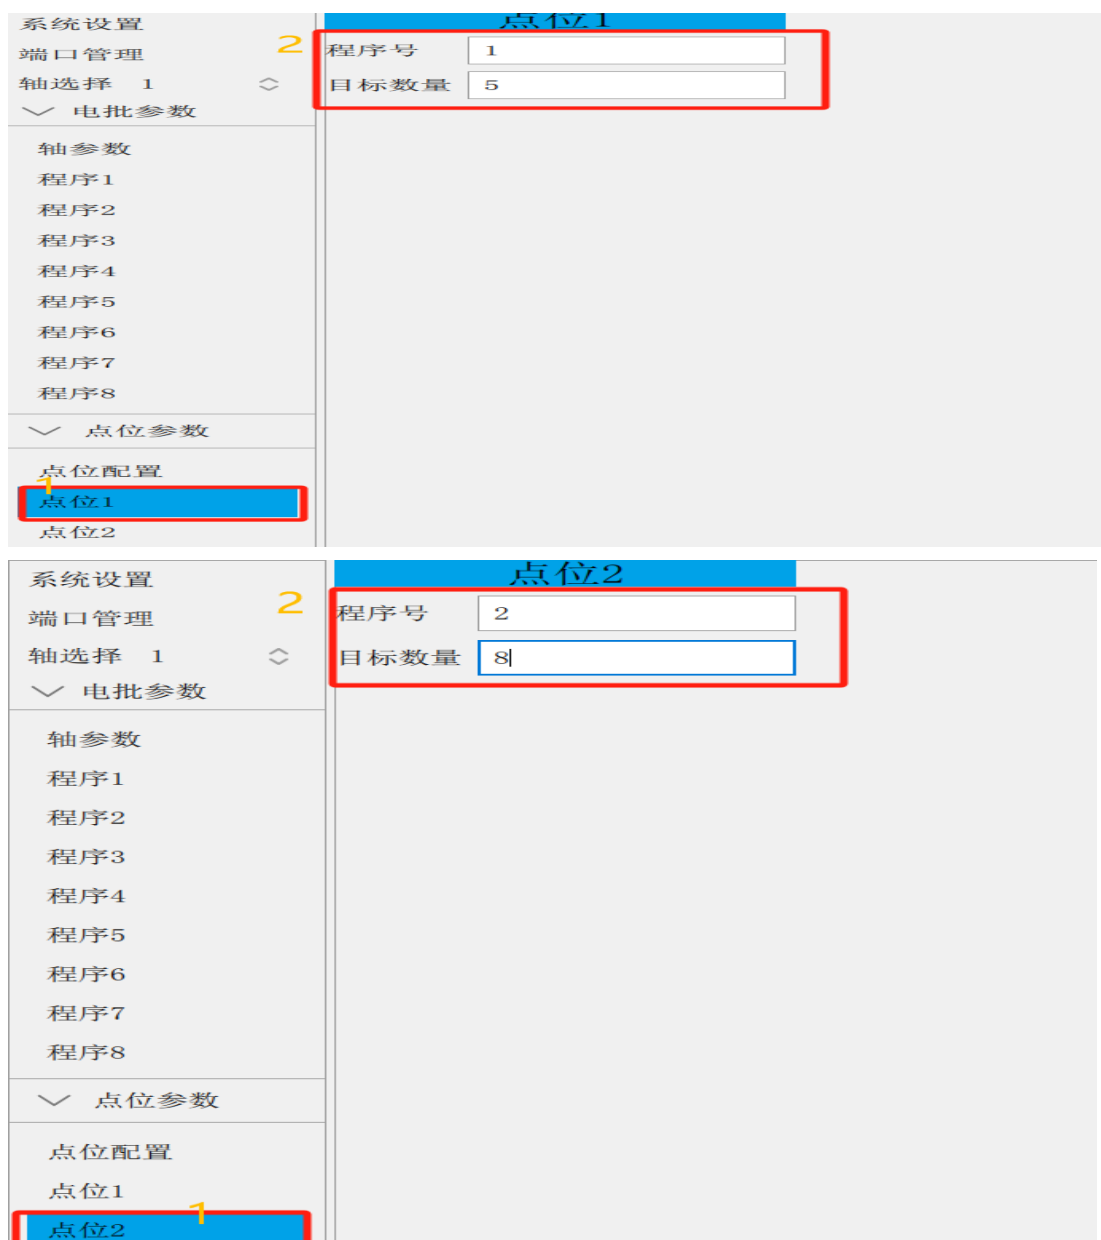 系统设置
端口管理
轴选择 1
电批参数
轴参数
程序1
程序2
程序3
程序4
程序5
程序6
程序7
程序8
点位参数
点位配置
1
点位1
点位2
点位1
2
程序号 1
目标数量 5
系统设置
端口管理
轴选择 1
电批参数
轴参数
程序1
程序2
程序3
程序4
程序5
程序6
程序7
程序8
点位参数
点位配置
点位1
1
点位2
点位2
2
程序号 2
目标数量 8